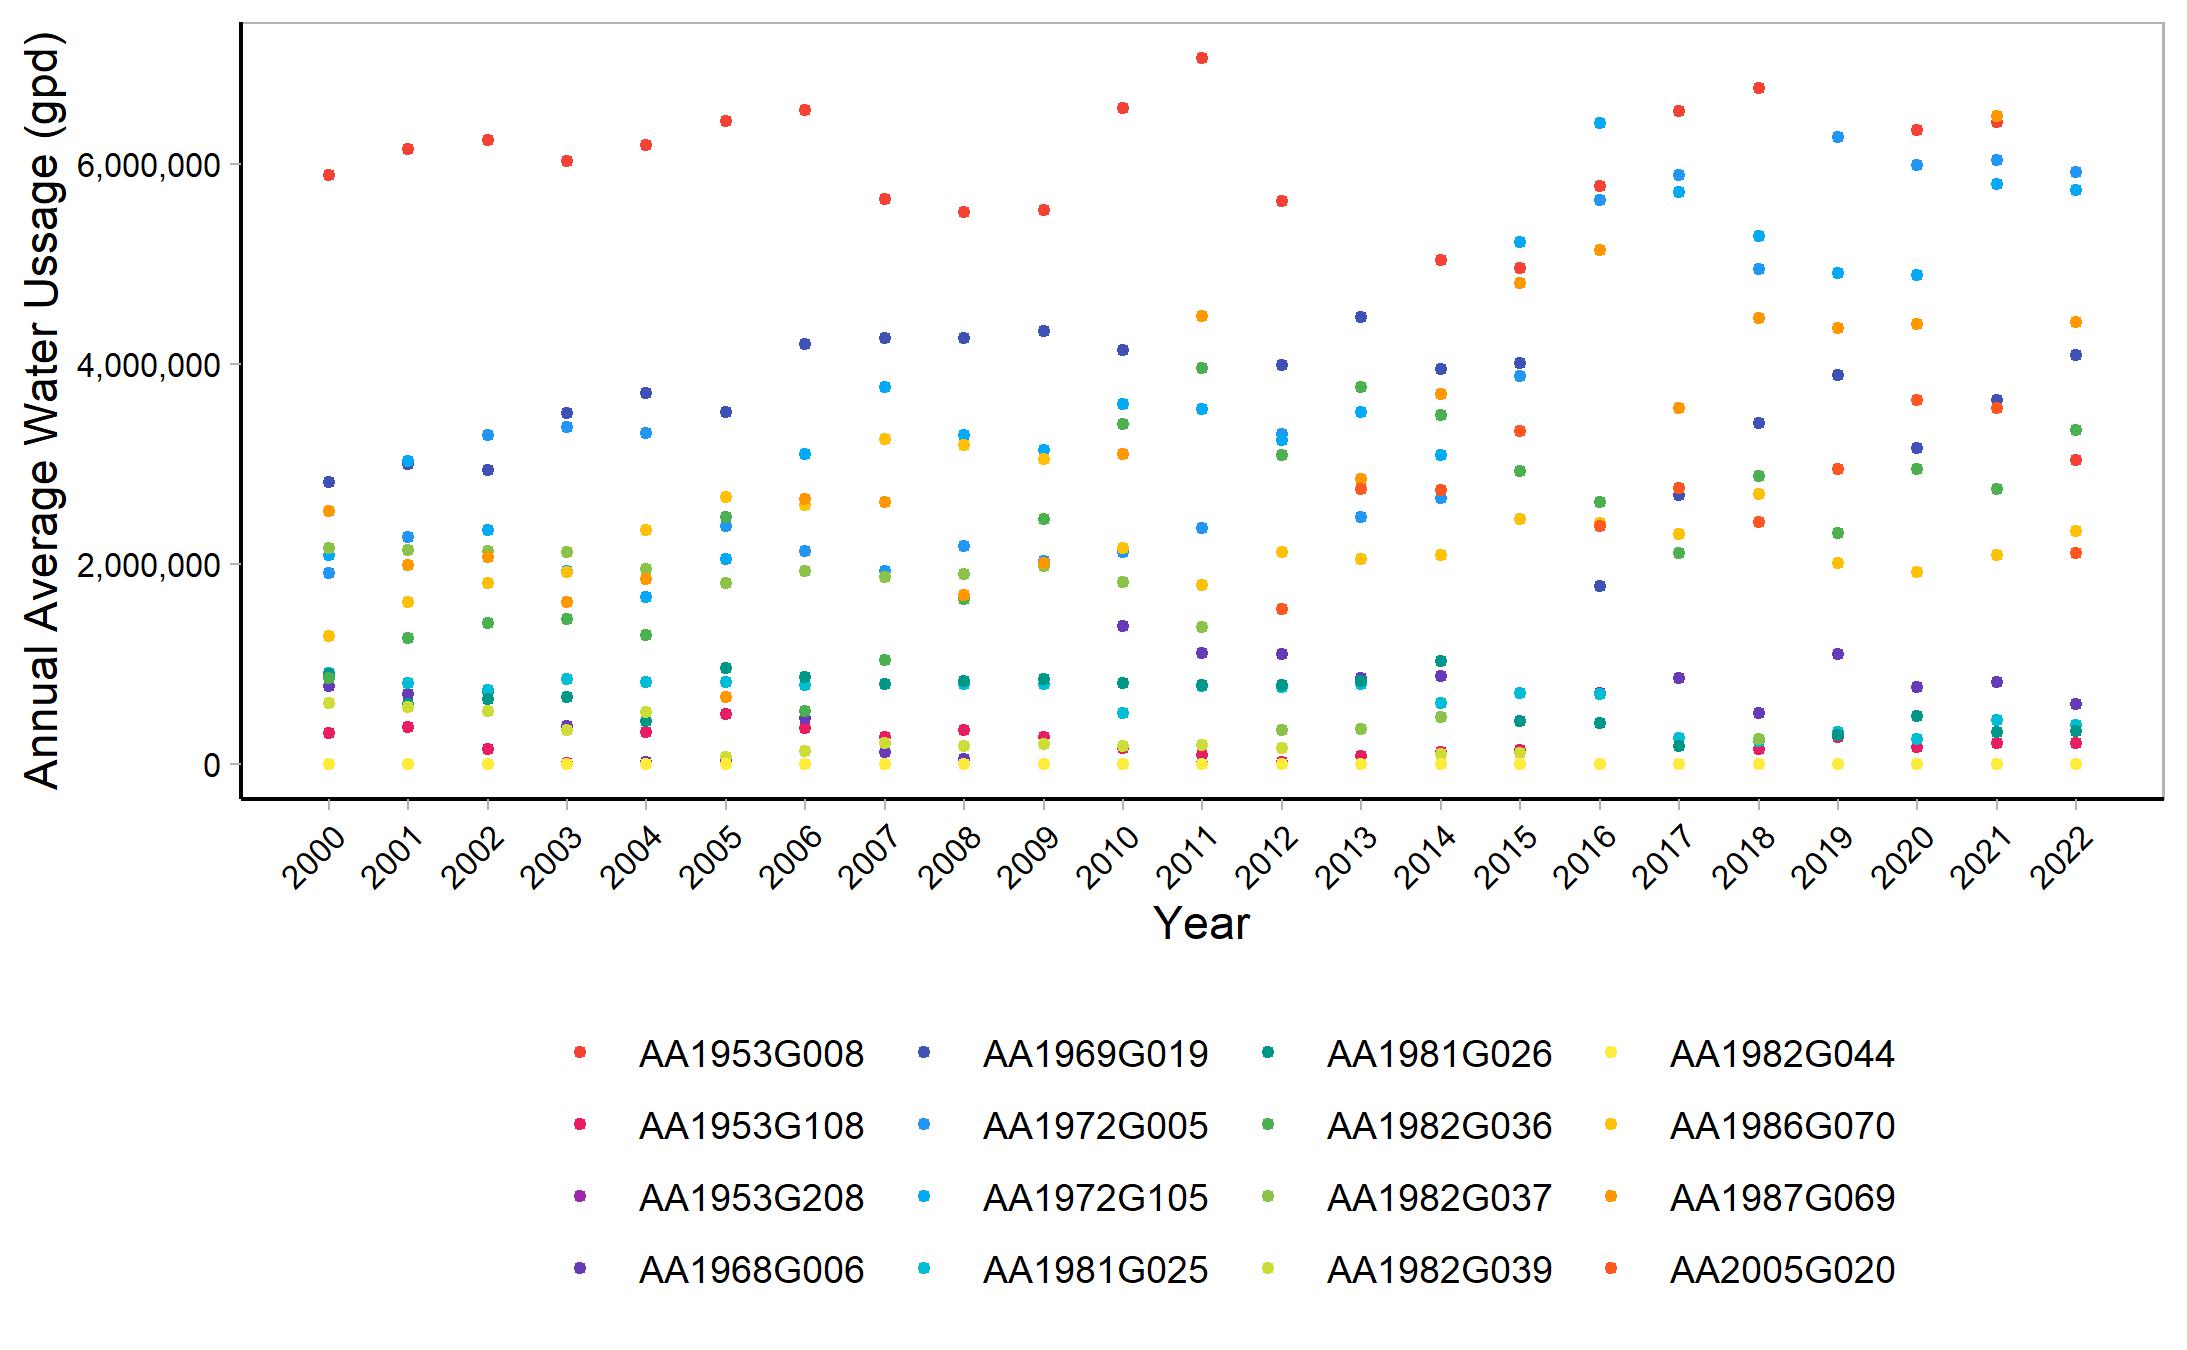 Annual Average Water Ussage (gpd)
6,000,000
4,000,000
2,000,000
0
2000 2001 2002 2003 2004 2005 2006 2007 2008 2009 2010 2011 2012 2013 2014 2015 2016 2017 2018 2019 2020 2021 2022
Year
AA1953G008 AA1969G019 AA1981G026 AA1982G044
AA1953G108 AA1972G005 AA1982G036 AA1986G070
AA1953G208 AA1972G105 AA1982G037 AA1987G069
AA1968G006 AA1981G025 AA1982G039 AA2005G020